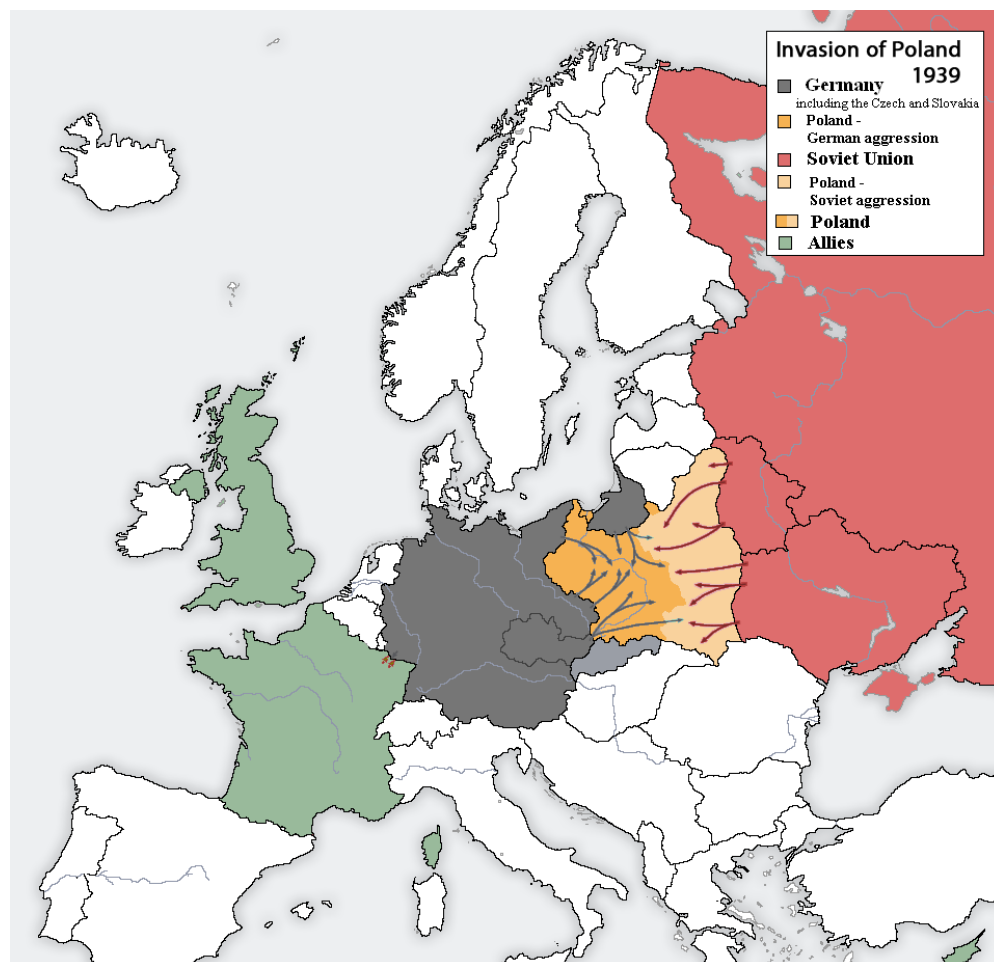 Invasion of Poland
1939
Germany
including the Czech and Slovakia
Poland -
German aggression
Soviet Union
Poland -
Soviet aggression
Poland
Allies